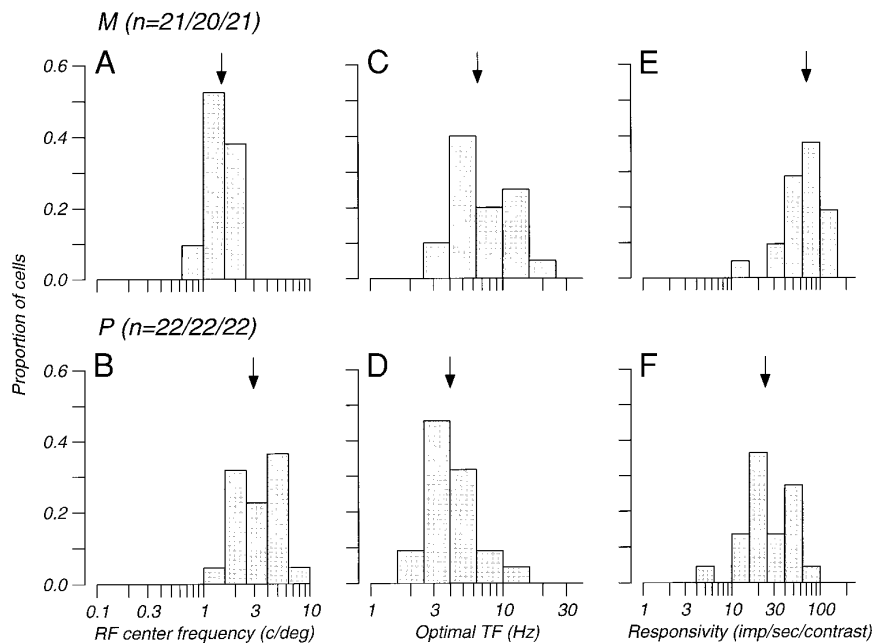 M (n=21/20/21)
A C E
0.6
0.4
0.2
0.0
P (n=22/22/22)
B D F
0.6
0.4
0.2
0.0
Proportion of cells
0.1 0.3 1 3 10
1 3 10 30
1 3 10 30 100
RF center frequency (c/deg)
Optimal TF (Hz)
Responsivity (imp/sec/contrast)